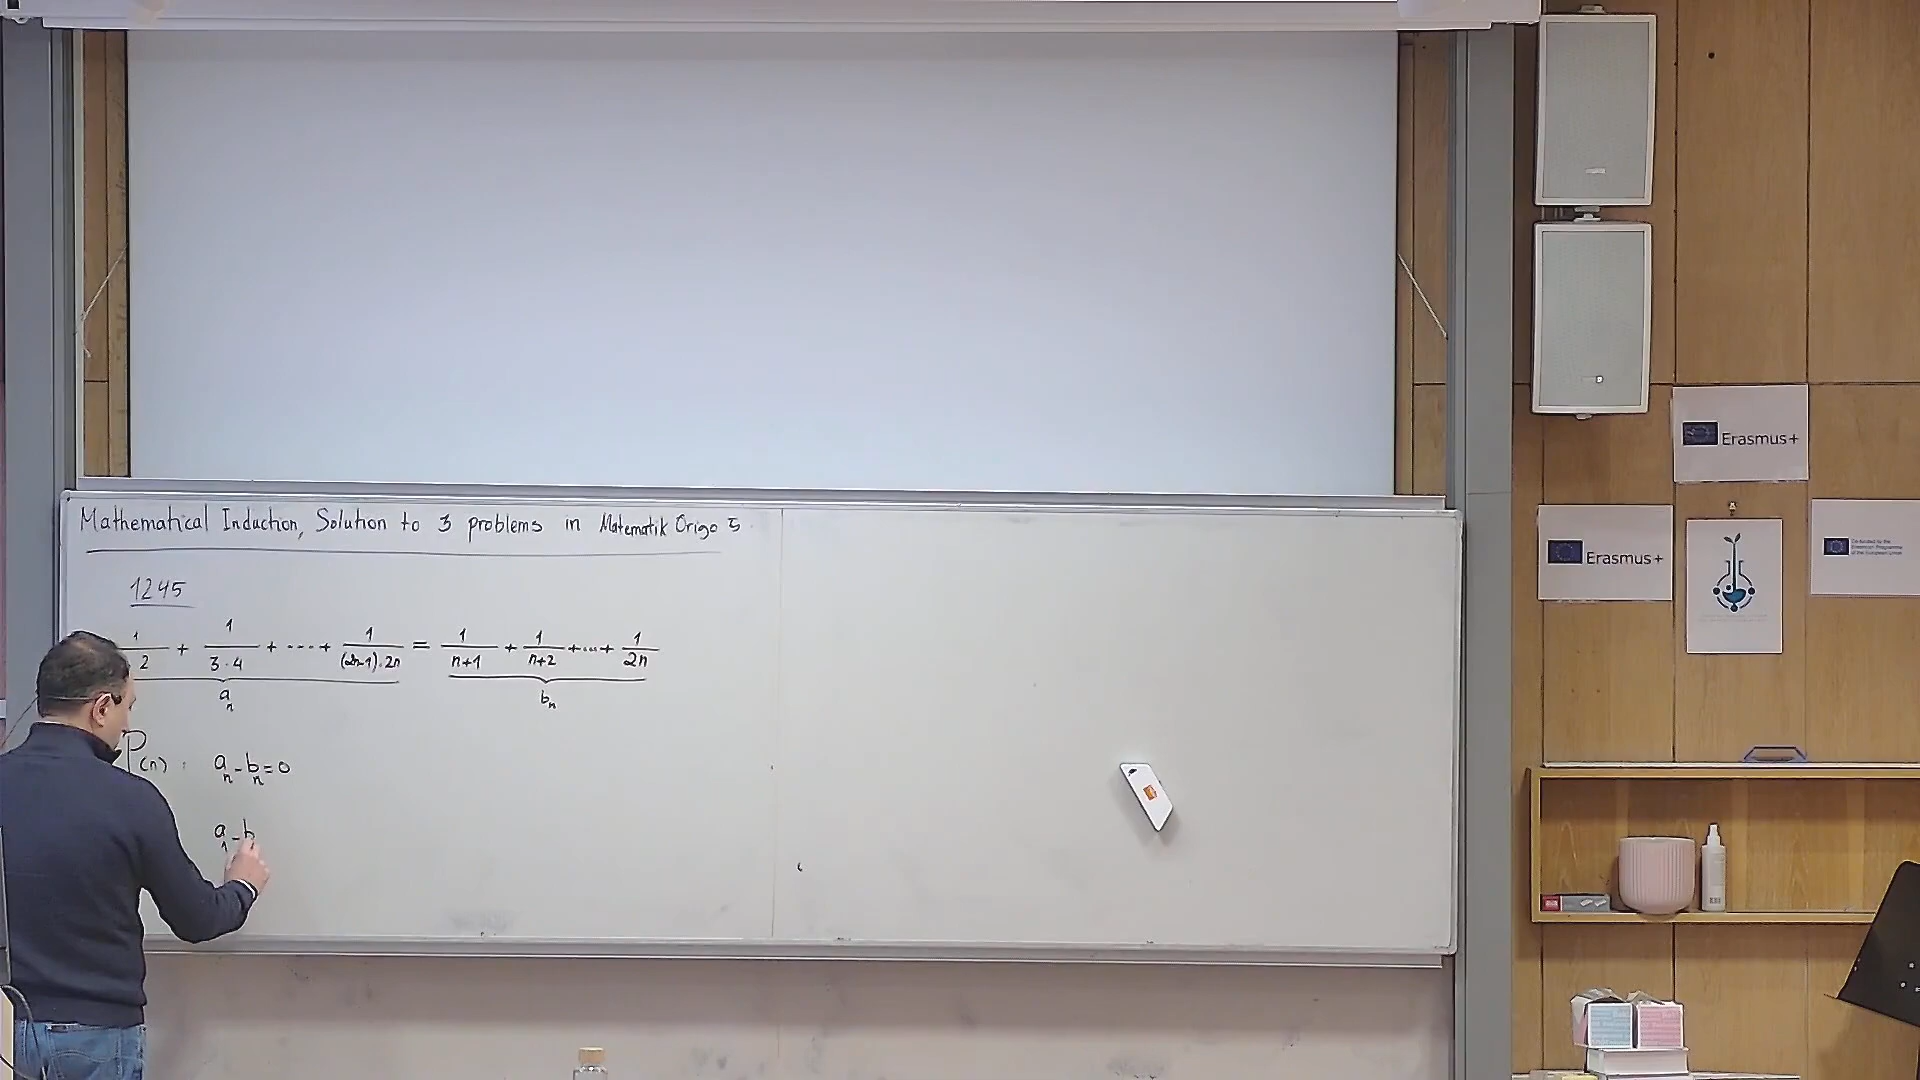 Mathematical Induction, Solution to 3 problems in Matematik Origo 5
1245
1/2 + 1/(3·4) + ---- + 1/((2n-1)·2n) = 1/(n+1) + 1/(n+2) + ... + 1/(2n)
aₙ bₙ
P(n) : aₙ - bₙ = 0
a₁ - b
Erasmus+
Erasmus+